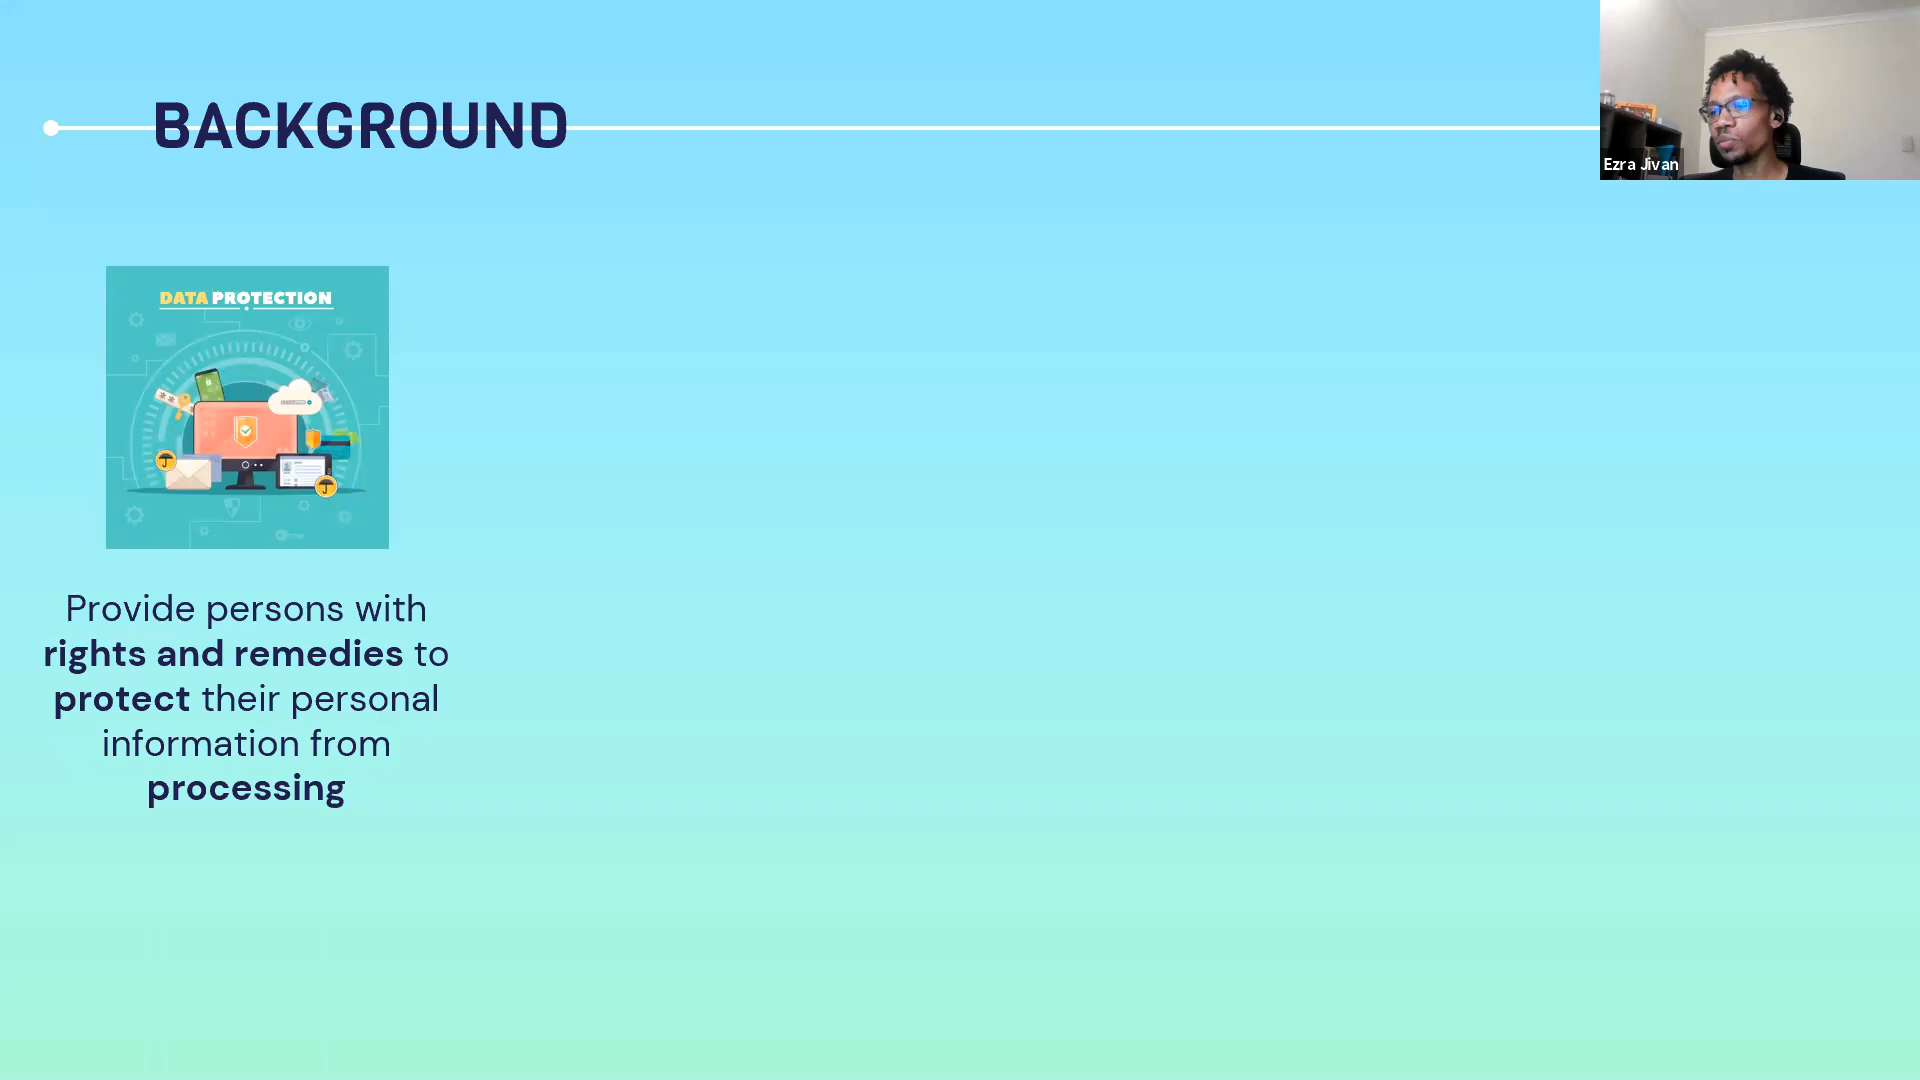 BACKGROUND
Ezra Jivan
DATA PROTECTION
Provide persons with
rights and remedies to
protect their personal
information from
processing